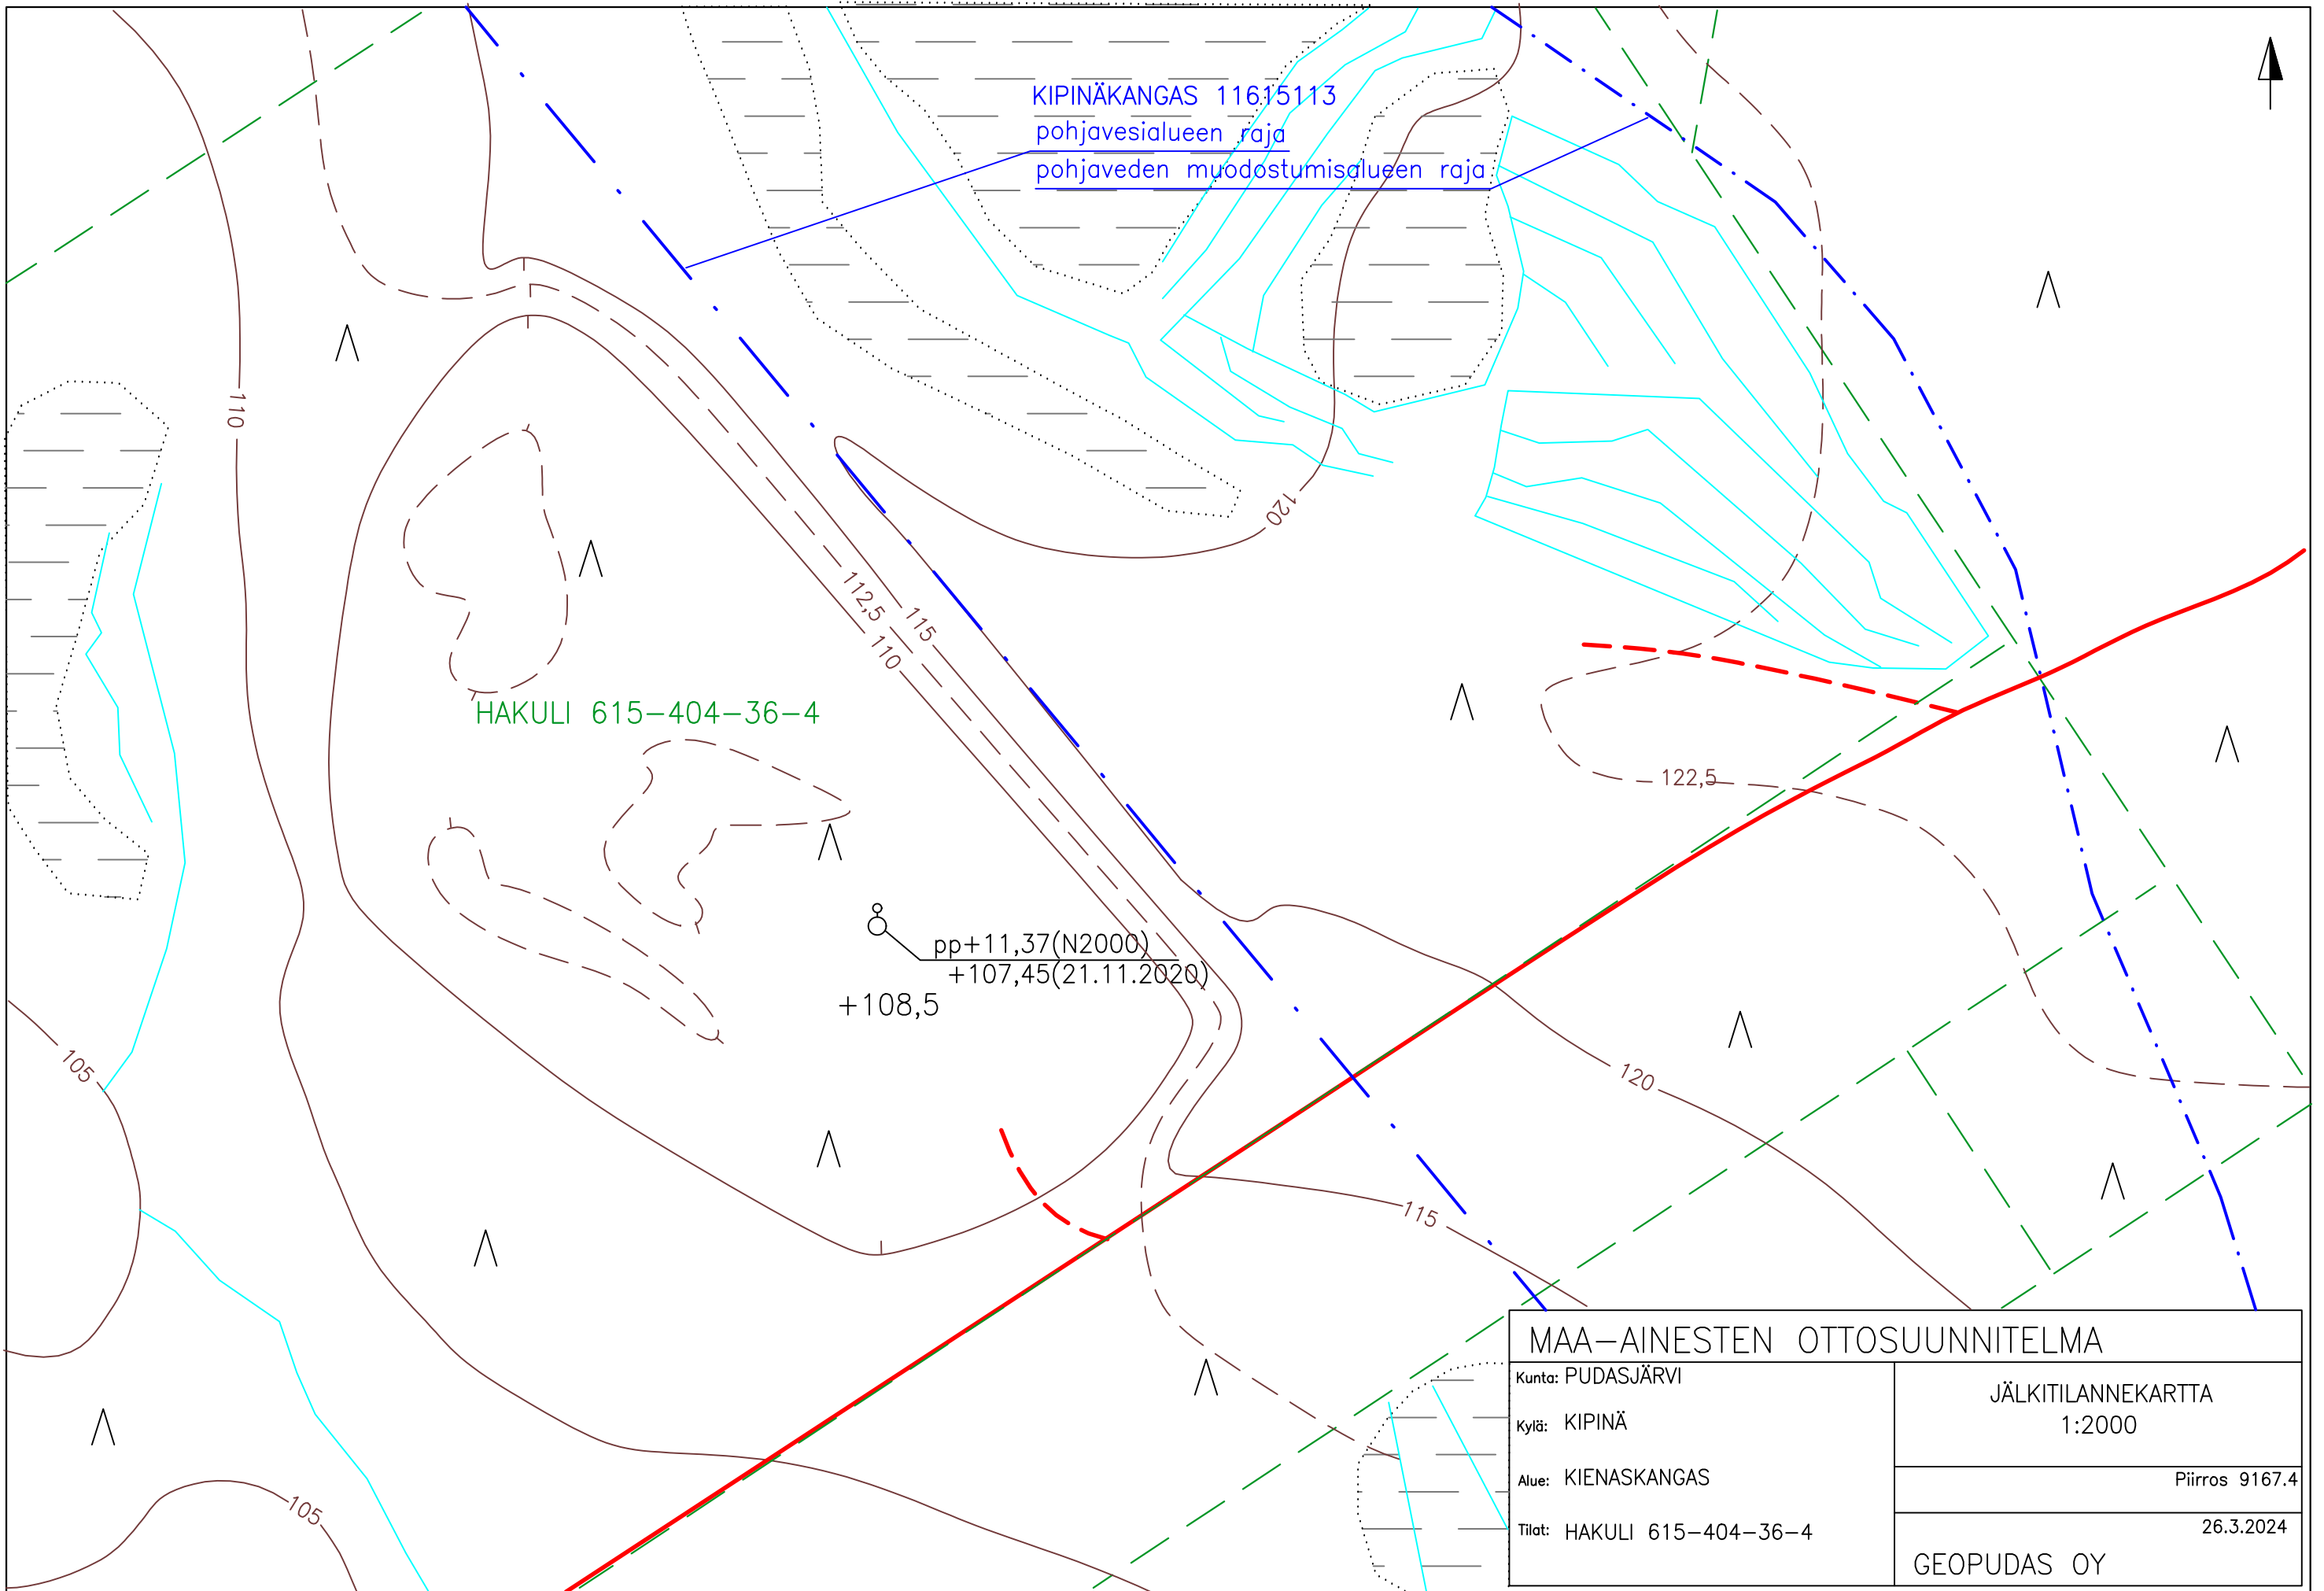 KIPINÄKANGAS 11615113
pohjavesialueen raja
pohjaveden muodostumisalueen raja
110
120
112,5
115
110
HAKULI 615-404-36-4
122,5
pp+11,37(N2000)
+107,45(21.11.2020)
+108,5
105
120
115
105
MAA-AINESTEN OTTOSUUNNITELMA
Kunta: PUDASJÄRVI
Kylä: KIPINÄ
Alue: KIENASKANGAS
Tilat: HAKULI 615-404-36-4
JÄLKITILANNEKARTTA
1:2000
Piirros 9167.4
26.3.2024
GEOPUDAS OY